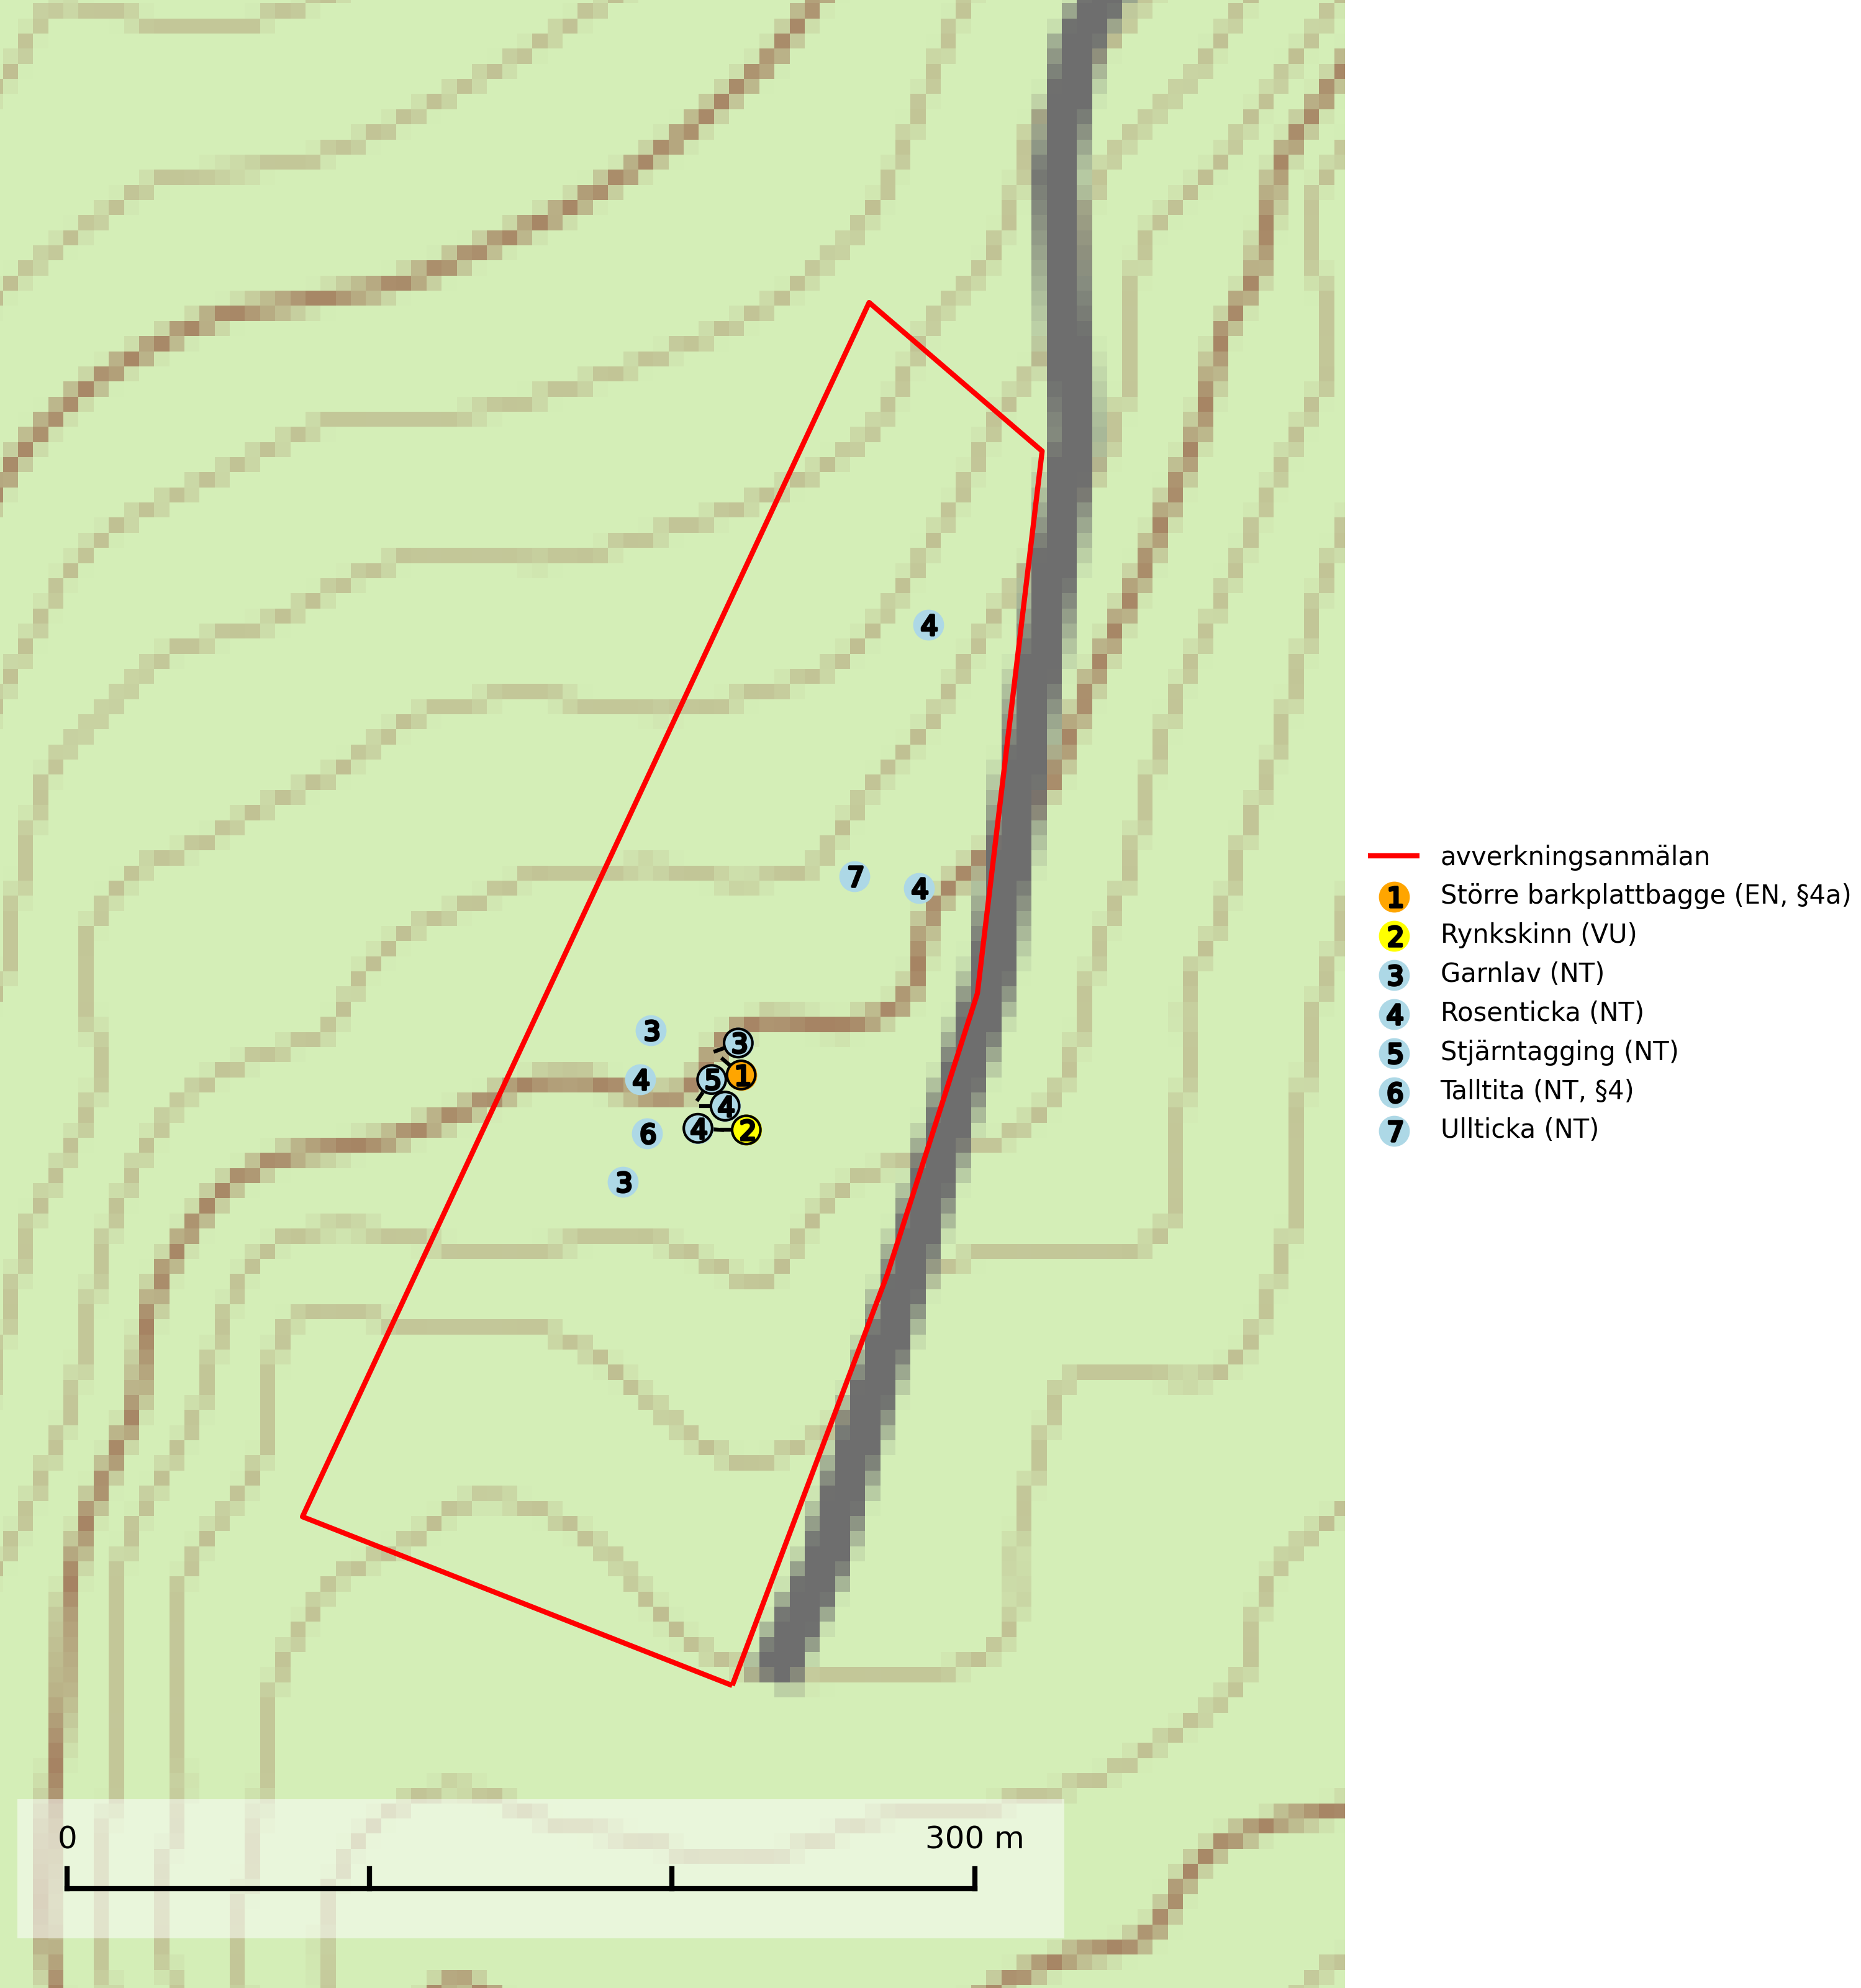 4
7
4
3
3
1
4
5
4
6
4
2
3
avverkningsanmälan
1 Större barkplattbagge (EN, §4a)
2 Rynkskinn (VU)
3 Garnlav (NT)
4 Rosenticka (NT)
5 Stjärntagging (NT)
6 Talltita (NT, §4)
7 Ullticka (NT)
0
300 m